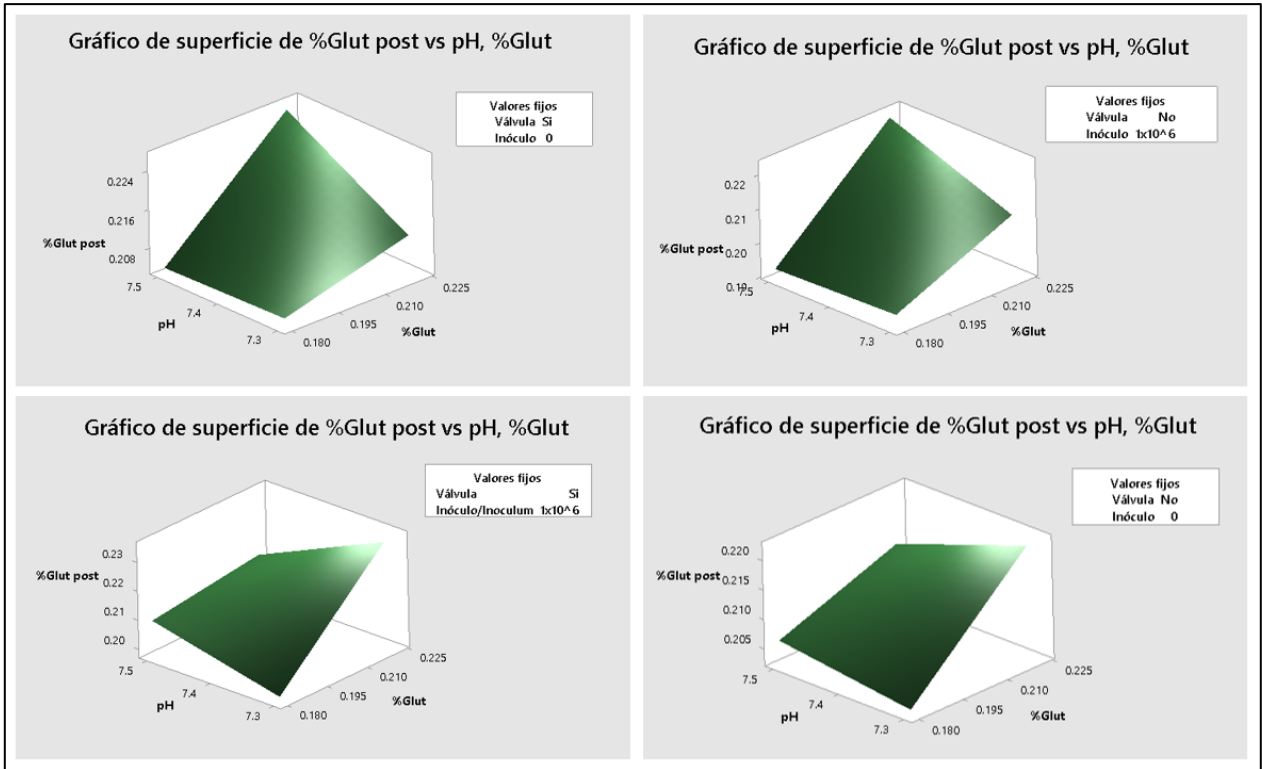 Gráfico de superficie de %Glut post vs pH, %Glut
Valores fijos
Válvula Si
Inóculo 0
0.224
0.216
%Glut post
0.208
7.5
7.4
7.3
pH
0.225
0.210
0.195
0.180
%Glut
Gráfico de superficie de %Glut post vs pH, %Glut
Valores fijos
Válvula No
Inóculo 1x10^6
0.22
0.21
%Glut post
0.20
0.19
7.5
7.4
7.3
pH
0.225
0.210
0.195
0.180
%Glut
Gráfico de superficie de %Glut post vs pH, %Glut
Valores fijos
Válvula Si
Inóculo/Inoculum 1x10^6
0.23
%Glut post
0.22
0.21
0.20
7.5
7.4
7.3
pH
0.225
0.210
0.195
0.180
%Glut
Gráfico de superficie de %Glut post vs pH, %Glut
Valores fijos
Válvula No
Inóculo 0
0.220
%Glut post
0.215
0.210
0.205
7.5
7.4
7.3
pH
0.225
0.210
0.195
0.180
%Glut